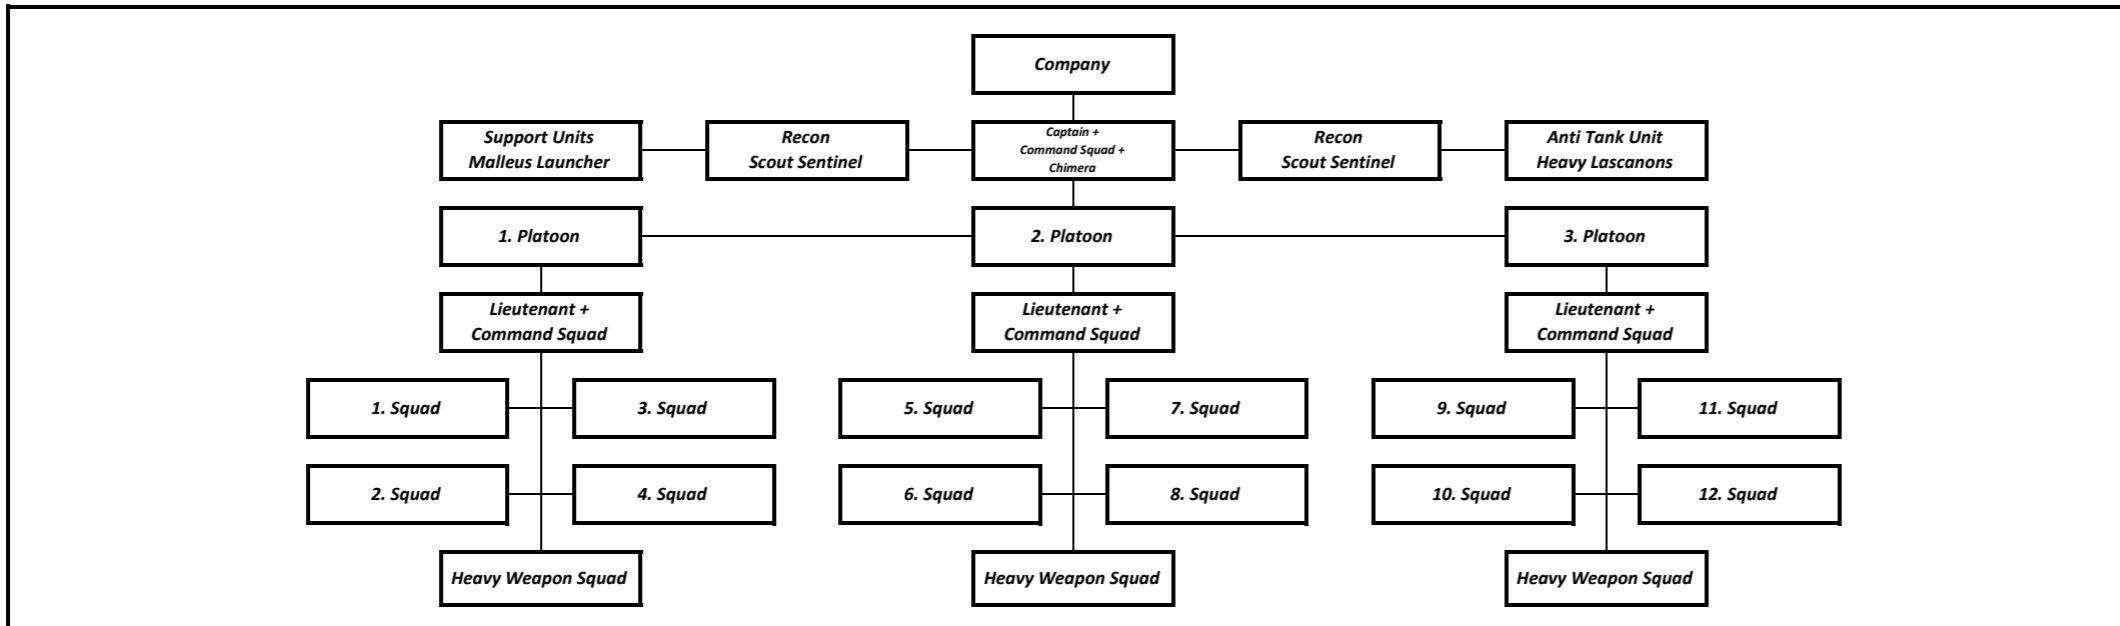 Company
Support Units
Malleus Launcher
Recon
Scout Sentinel
Captain +
Command Squad +
Chimera
Recon
Scout Sentinel
Anti Tank Unit
Heavy Lascanons
1. Platoon
2. Platoon
3. Platoon
Lieutenant +
Command Squad
Lieutenant +
Command Squad
Lieutenant +
Command Squad
1. Squad
3. Squad
5. Squad
7. Squad
9. Squad
11. Squad
2. Squad
4. Squad
6. Squad
8. Squad
10. Squad
12. Squad
Heavy Weapon Squad
Heavy Weapon Squad
Heavy Weapon Squad